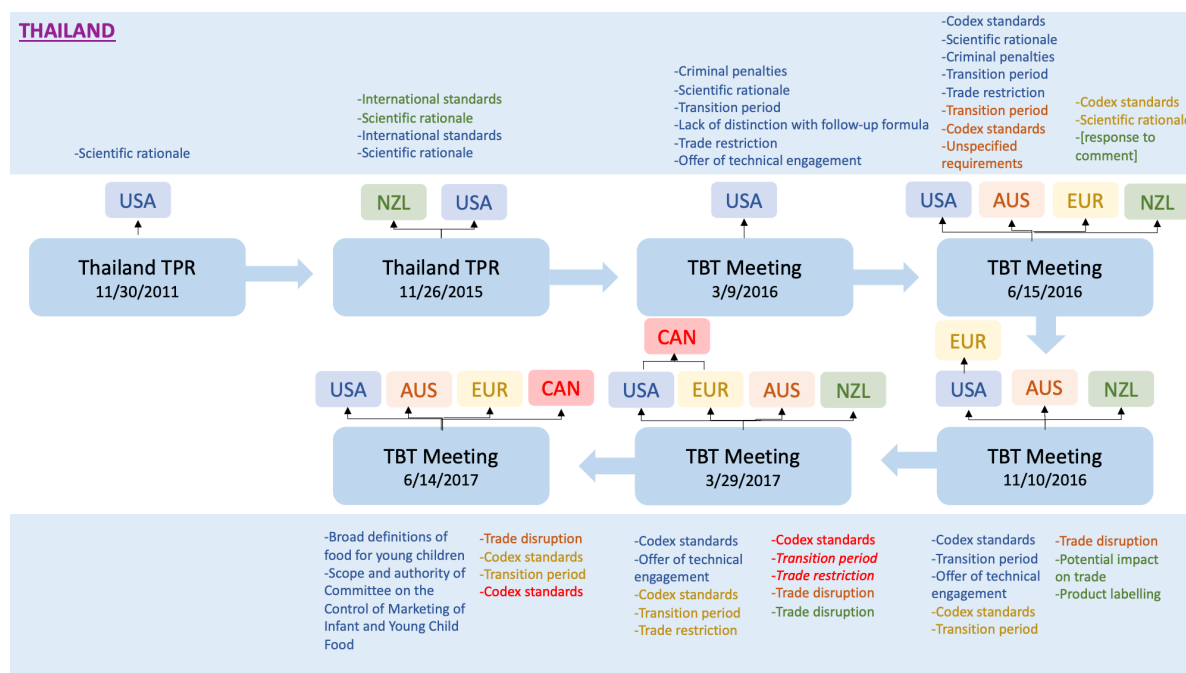 THAILAND
-Scientific rationale
-International standards
-Scientific rationale
-International standards
-Scientific rationale
-Criminal penalties
-Scientific rationale
-Transition period
-Lack of distinction with follow-up formula
-Trade restriction
-Offer of technical engagement
-Codex standards
-Scientific rationale
-Criminal penalties
-Transition period
-Trade restriction
-Transition period
-Codex standards
-Unspecified
requirements
-Codex standards
-Scientific rationale
-[response to
comment]
USA
NZL
USA
USA
USA
AUS
EUR
NZL
Thailand TPR
11/30/2011
Thailand TPR
11/26/2015
TBT Meeting
3/9/2016
TBT Meeting
6/15/2016
CAN
EUR
USA
AUS
EUR
CAN
USA
EUR
AUS
NZL
USA
AUS
NZL
TBT Meeting
6/14/2017
TBT Meeting
3/29/2017
TBT Meeting
11/10/2016
-Broad definitions of
food for young children
-Scope and authority of
Committee on the
Control of Marketing of
Infant and Young Child
Food
-Trade disruption
-Codex standards
-Transition period
-Codex standards
-Codex standards
-Offer of technical
engagement
-Codex standards
-Transition period
-Trade restriction
-Codex standards
-Transition period
-Trade restriction
-Trade disruption
-Trade disruption
-Codex standards
-Transition period
-Offer of technical
engagement
-Codex standards
-Transition period
-Trade disruption
-Potential impact
on trade
-Product labelling